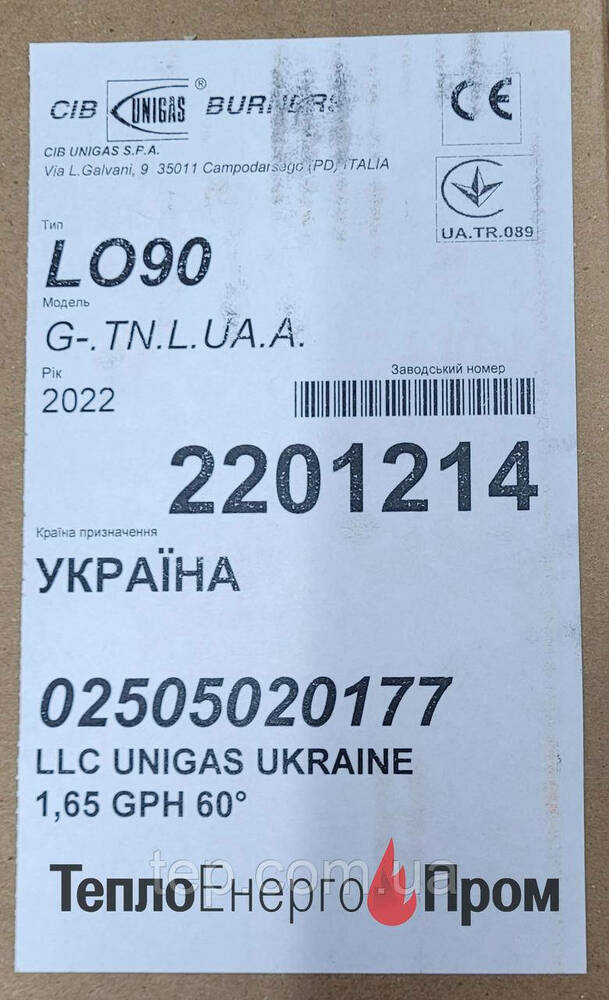 CIB UNIGAS ® BURNERS
CIB UNIGAS S.P.A.
Via L.Galvani, 9 35011 Campodarsego (PD) ITALIA
CE
UA.TR.089
Тип
LO90
Модель
G-.TN.L.UA.A.
Рік
2022
Заводський номер
2201214
Країна призначення
УКРАЇНА
02505020177
LLC UNIGAS UKRAINE
1,65 GPH 60°
tep.com.ua
ТеплоЕнергоПром